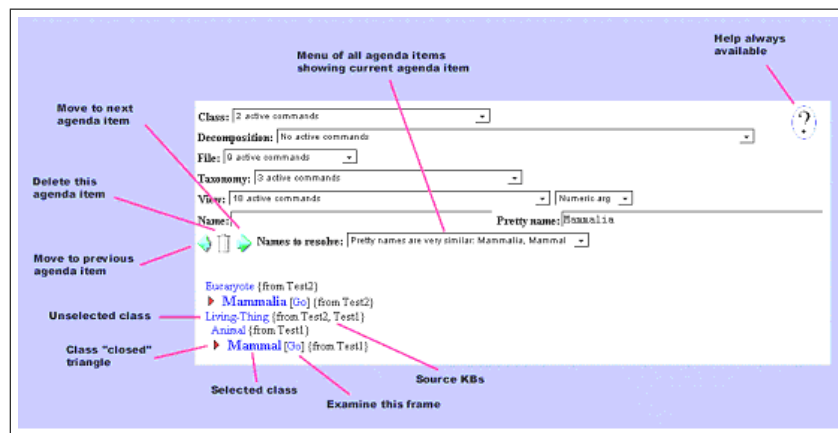 Help always
available
Menu of all agenda items
showing current agenda item
Move to next
agenda item
Class: 2 active commands
Decomposition: No active commands
File: 9 active commands
Taxonomy: 3 active commands
Delete this
agenda item
View: 18 active commands Numeric arg
Name: Pretty name: Mammalia
Names to resolve: Pretty names are very similar: Mammalia, Mammal
Move to previous
agenda item
Eucaryote {from Test2}
Mammalia [Go] {from Test2}
Unselected class
Living-Thing {from Test2, Test1}
Animal {from Test1}
Class "closed"
triangle
Mammal [Go] {from Test1}
Source KBs
Selected class
Examine this frame